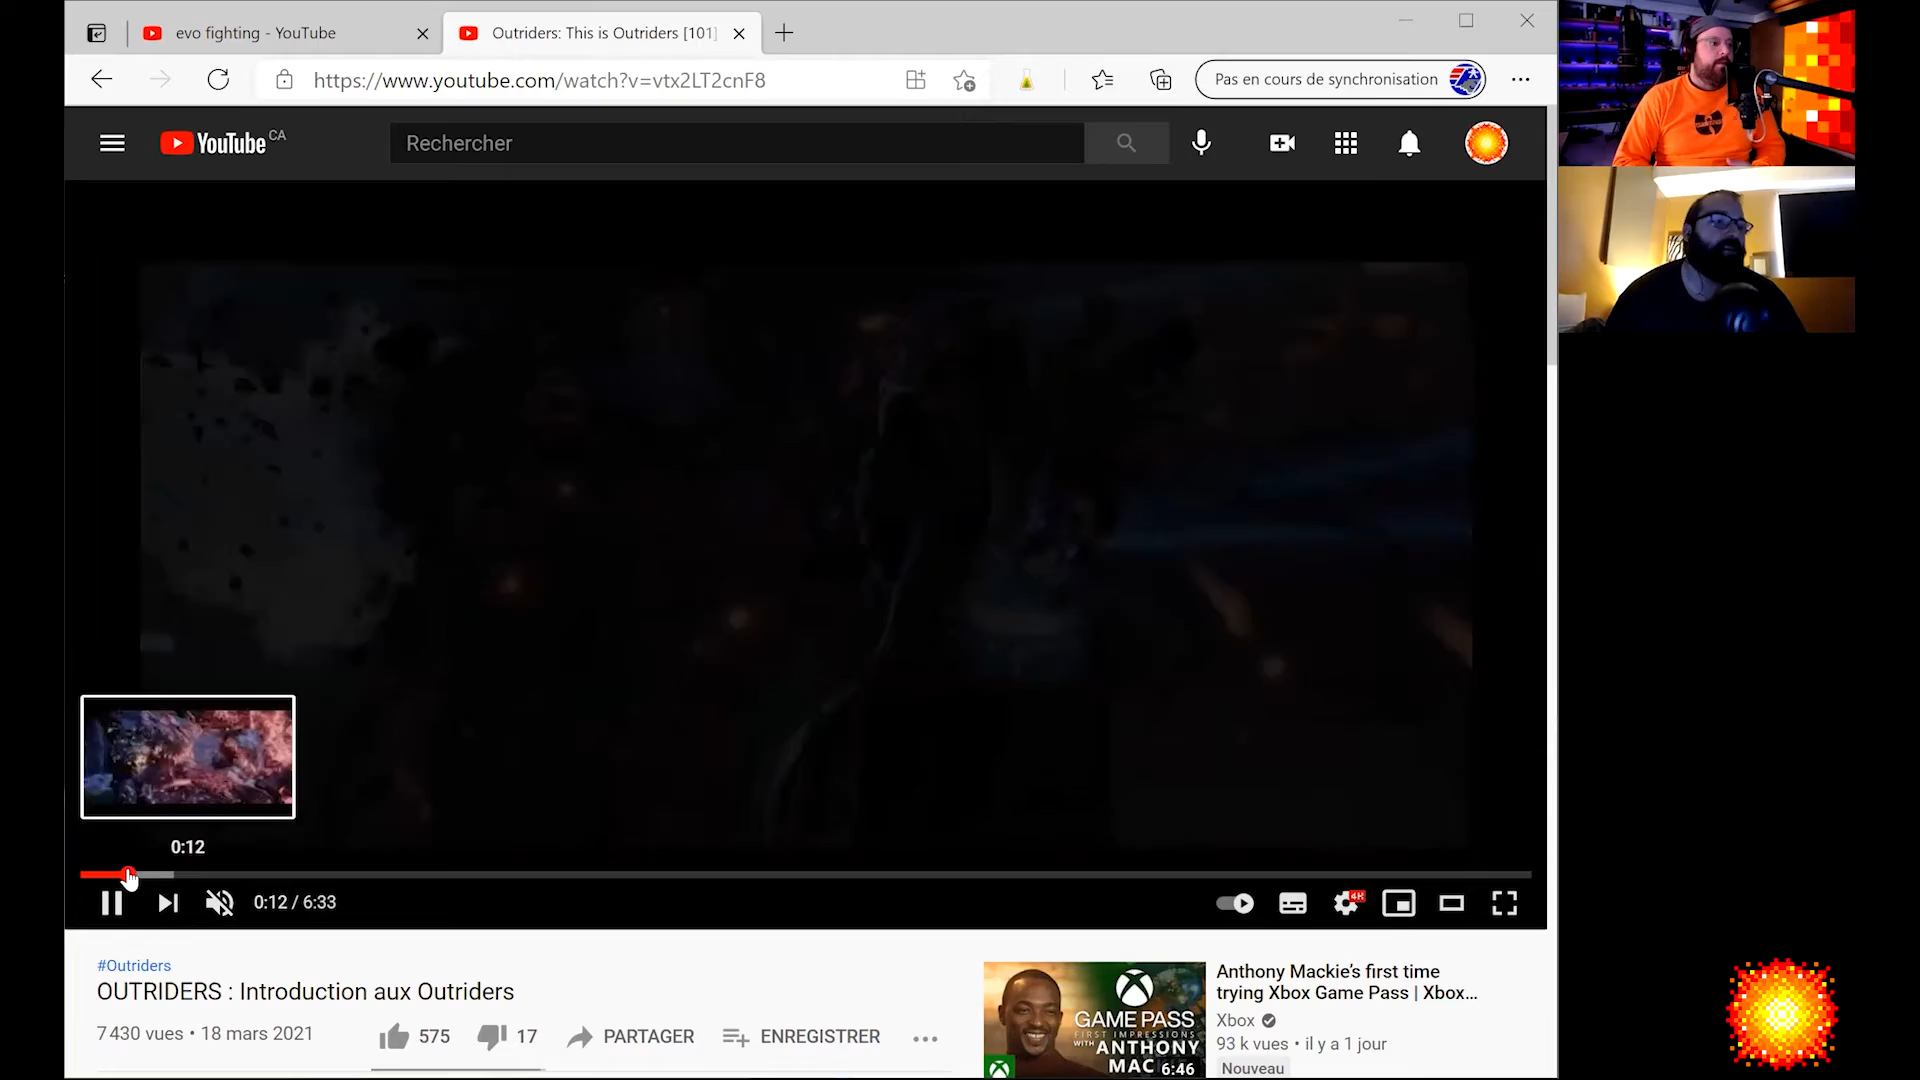 evo fighting - YouTube
Outriders: This is Outriders [101]
https://www.youtube.com/watch?v=vtx2LT2cnF8
Pas en cours de synchronisation
YouTube CA
Rechercher
0:12
0:12 / 6:33
4K
#Outriders
OUTRIDERS : Introduction aux Outriders
7 430 vues • 18 mars 2021
575
17
PARTAGER
ENREGISTRER
GAME PASS
FIRST IMPRESSIONS
WITH ANTHONY
MAC
6:46
Anthony Mackie's first time
trying Xbox Game Pass | Xbox...
Xbox
93 k vues • il y a 1 jour
Nouveau